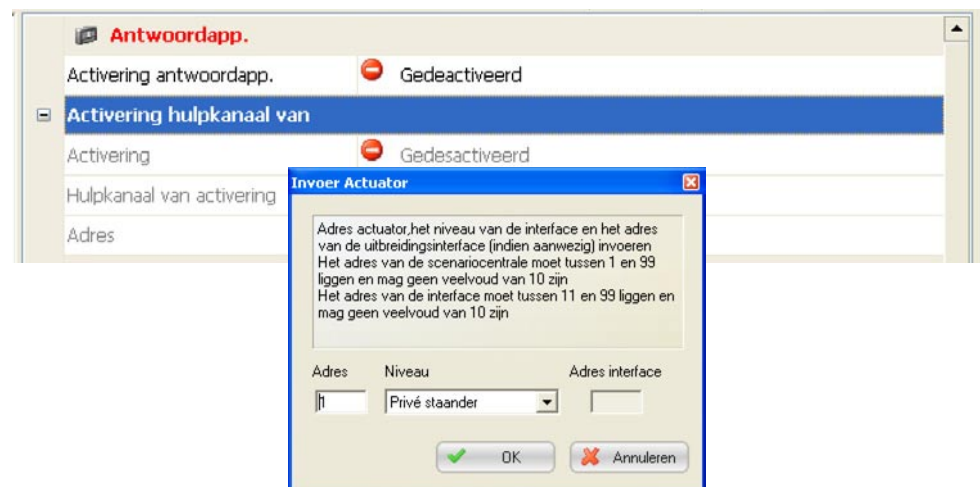 Antwoordapp.
Activering antwoordapp. Gedeactiveerd
Activering hulpkanaal van
Activering Gedesactiveerd
Hulpkanaal van activering
Adres
Invoer Actuator
Adres actuator,het niveau van de interface en het adres
van de uitbreidingsinterface (indien aanwezig) invoeren
Het adres van de scenariocentrale moet tussen 1 en 99
liggen en mag geen veelvoud van 10 zijn
Het adres van de interface moet tussen 11 en 99 liggen en
mag geen veelvoud van 10 zijn
Adres Niveau Adres interface
1 Privé staander
OK Annuleren